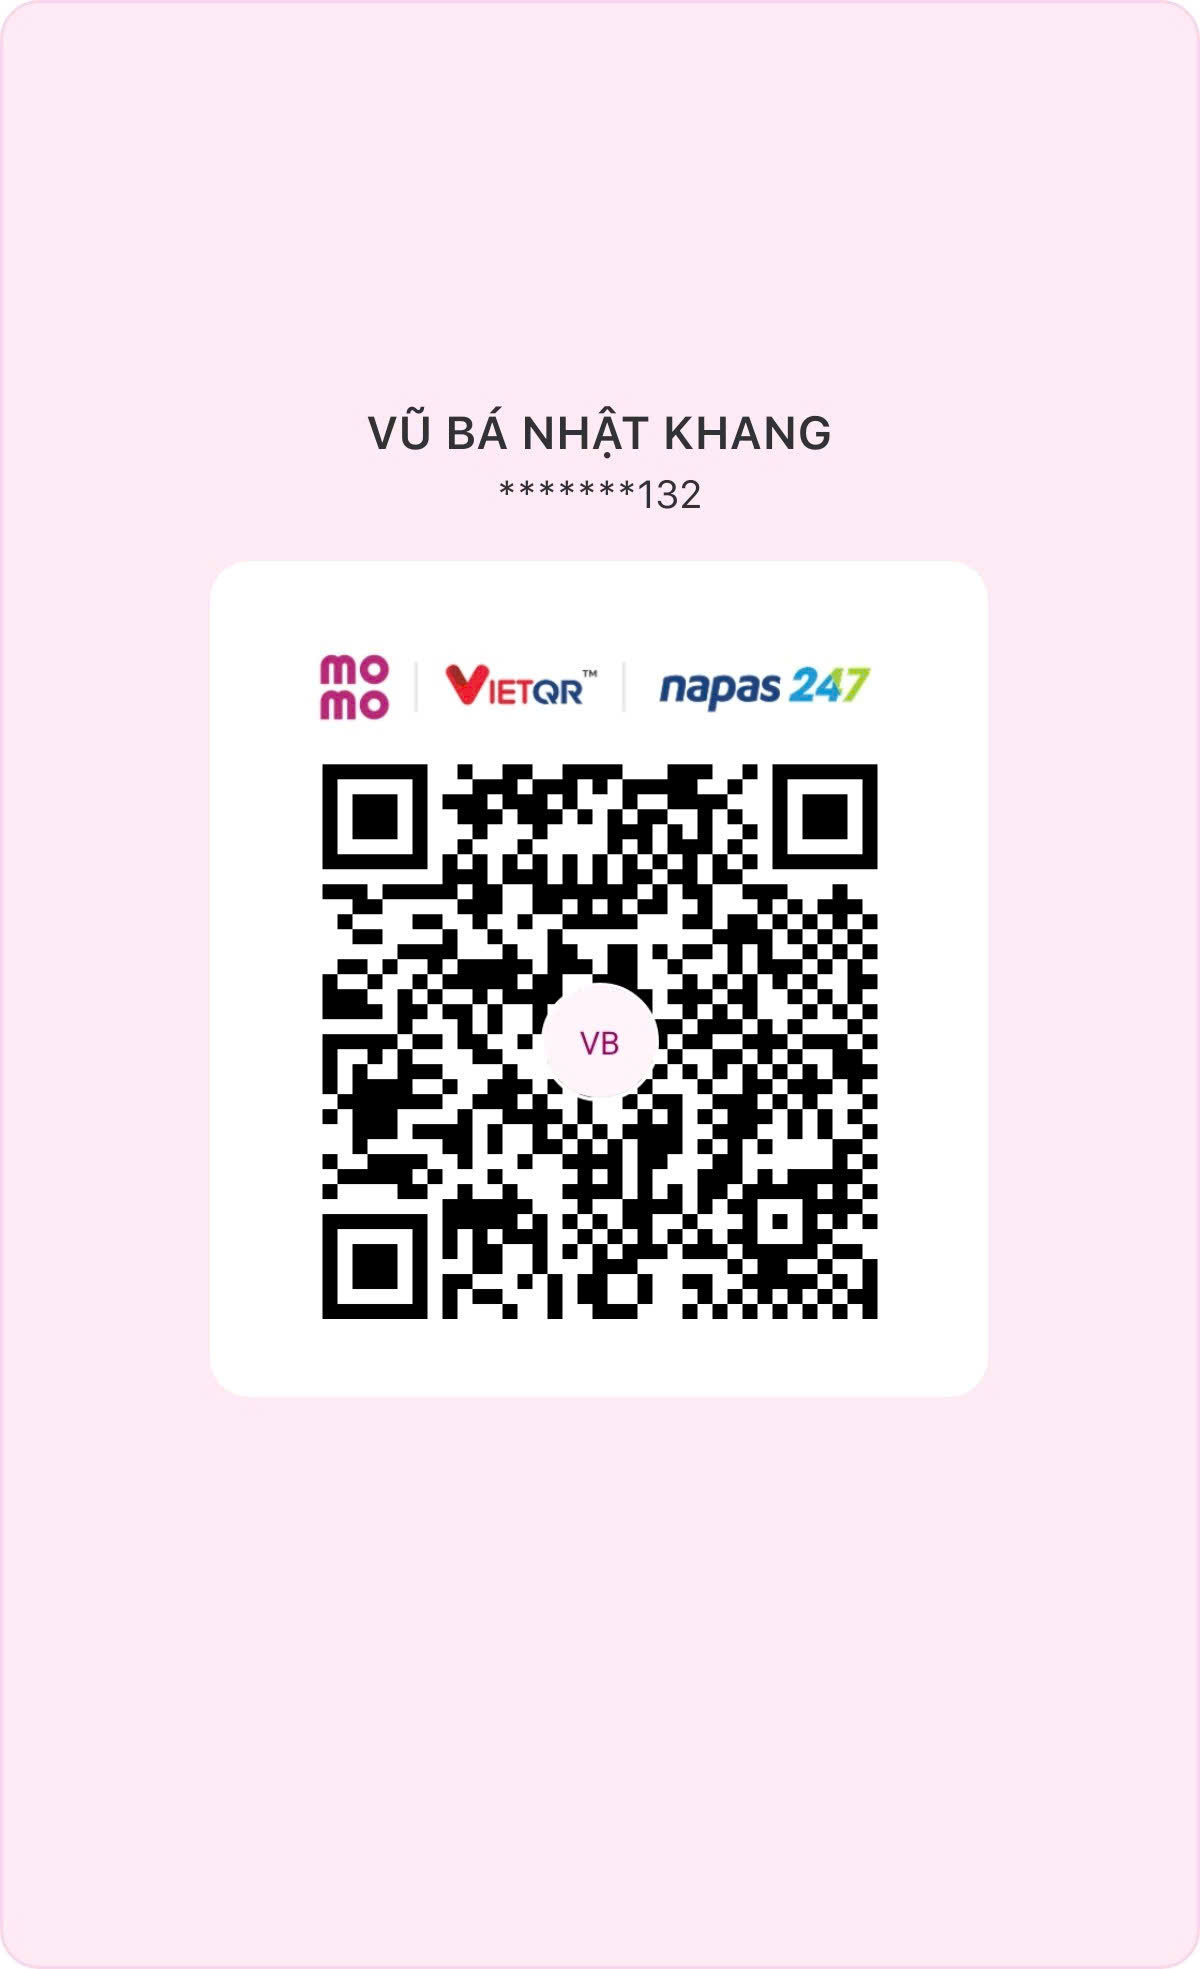 VŨ BÁ NHẬT KHANG
*******132
momo VIETQR™ napas 247
VB